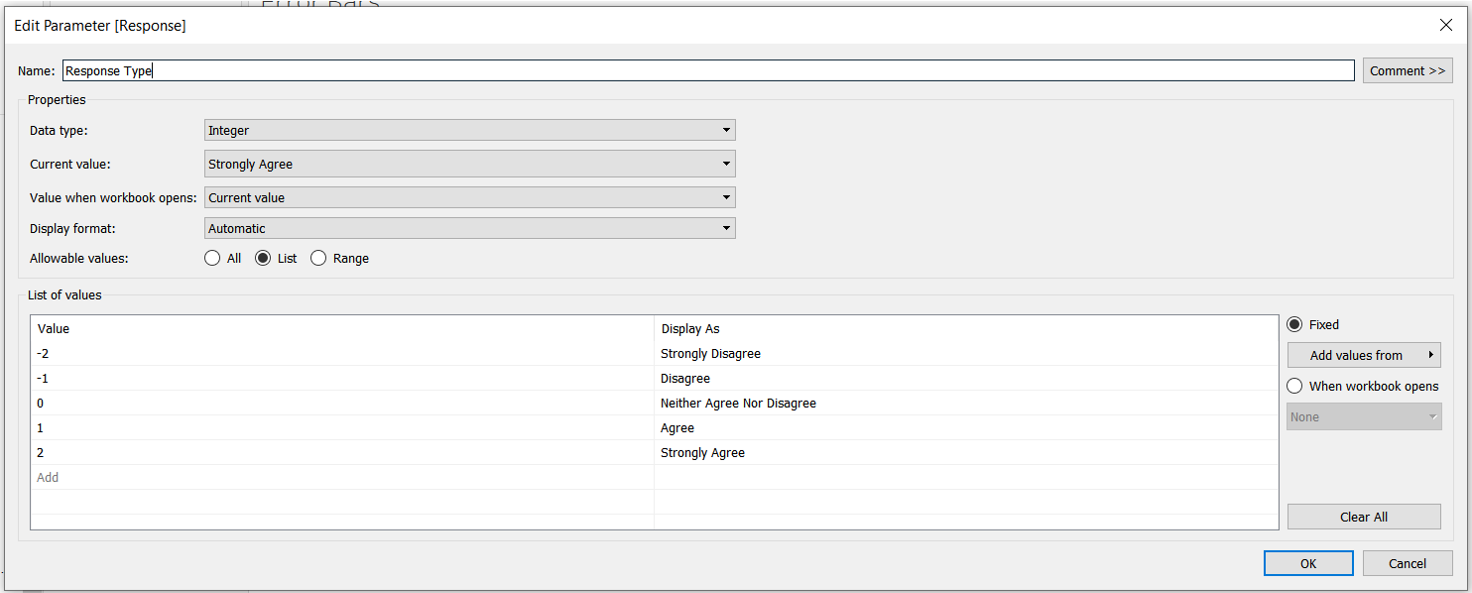 Error Bars
Edit Parameter [Response]
Name: Response Type Comment >>
Properties
Data type: Integer
Current value: Strongly Agree
Value when workbook opens: Current value
Display format: Automatic
Allowable values: All List Range
List of values
Value Display As
-2 Strongly Disagree
-1 Disagree
0 Neither Agree Nor Disagree
1 Agree
2 Strongly Agree
Add
Fixed
Add values from
When workbook opens
None
Clear All
OK Cancel